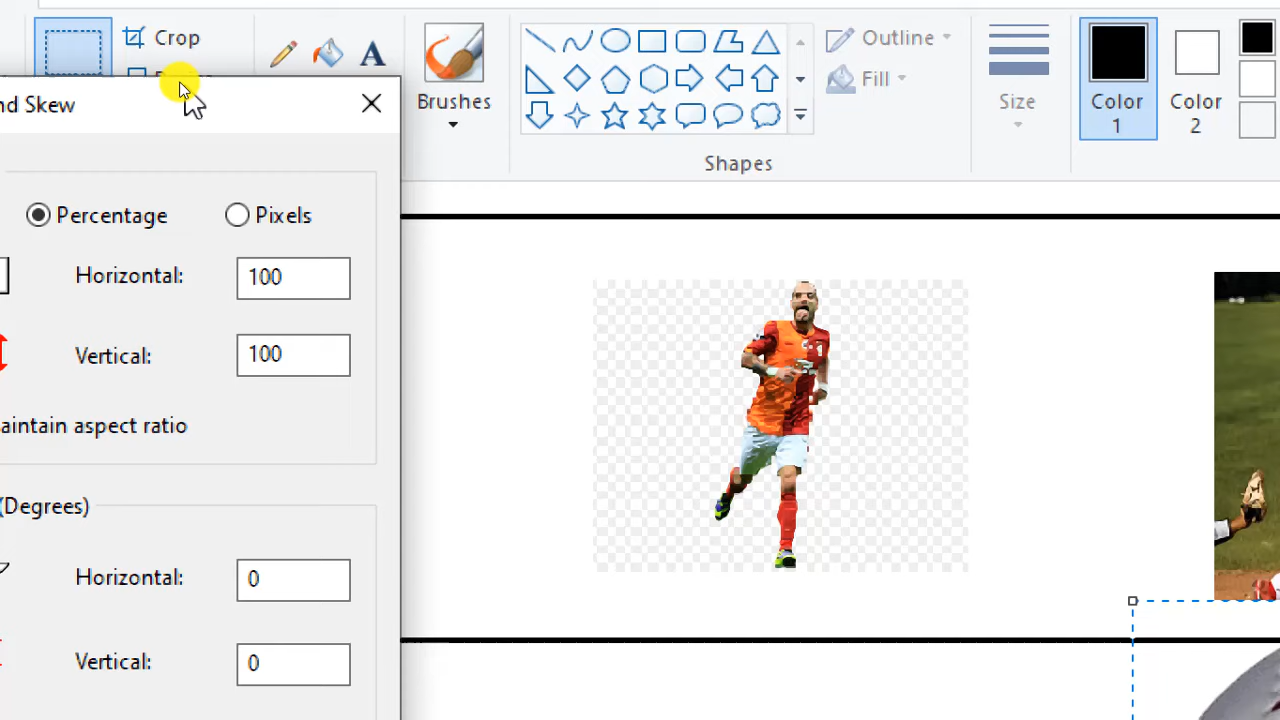 Crop
Brushes
Shapes
Outline
Fill
Size
Color
1
Color
2
nd Skew
Percentage
Pixels
Horizontal:
100
Vertical:
100
aintain aspect ratio
(Degrees)
Horizontal:
0
Vertical:
0